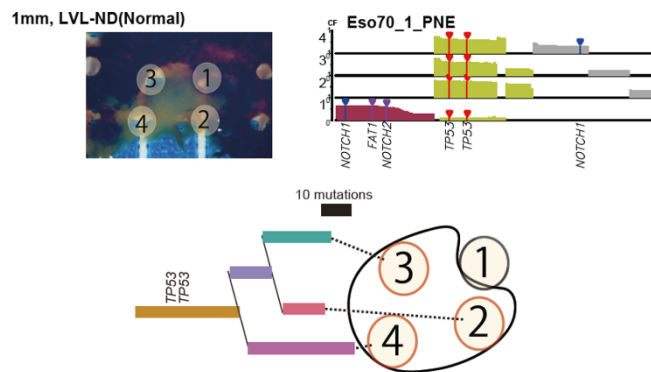 1mm, LVL-ND(Normal)
3 1
4 2
CF Eso70_1_PNE
4
3
2
1
NOTCH1 FAT1 NOTCH2 TP53 TP53 NOTCH1
10 mutations
TP53
TP53
3 1
4 2